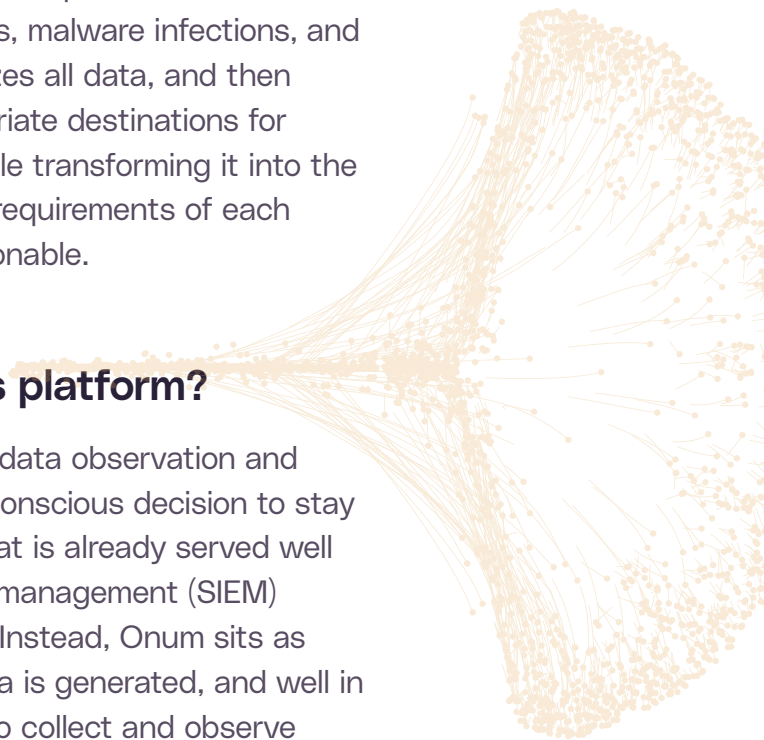 s, malware infections, and
es all data, and then
riate destinations for
le transforming it into the
requirements of each
onable.
s platform?
data observation and
onscious decision to stay
at is already served well
management (SIEM)
Instead, Onum sits as
a is generated, and well in
o collect and observe